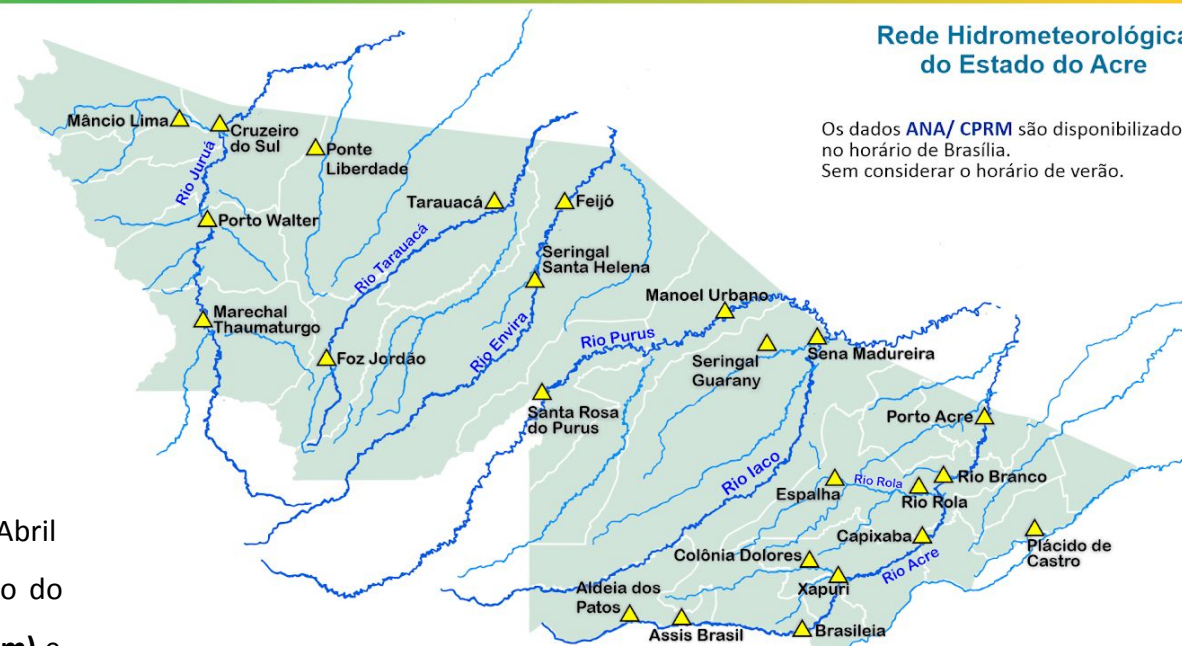 Rede Hidrometeorológica
do Estado do Acre
Os dados ANA/ CPRM são disponibilizado
no horário de Brasília.
Sem considerar o horário de verão.
Mâncio Lima
Cruzeiro
do Sul
Ponte
Liberdade
Rio Juruá
Porto Walter
Tarauacá
Feijó
Rio Tarauacá
Seringal
Santa Helena
Marechal
Thaumaturgo
Foz Jordão
Rio Envira
Manoel Urbano
Rio Purus
Seringal
Guarany
Sena Madureira
Santa Rosa
do Purus
Porto Acre
Rio Iaco
Espalha
Rio Rola
Rio Rola
Rio Branco
Capixaba
Plácido de
Castro
Colônia Dolores
Rio Acre
Xapuri
Aldeia dos
Patos
Assis Brasil
Brasileia
Abril
o do
m) e